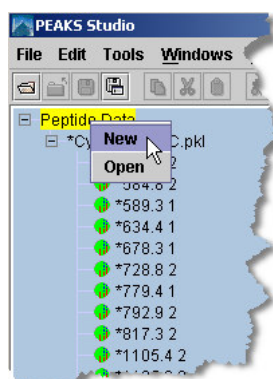 PEAKS Studio
File Edit Tools Windows
Peptide Data
New
.pkl
Open
*589.3 1
*634.4 1
*678.3 1
*728.8 2
*779.4 1
*792.9 2
*817.3 2
*1105.4 2